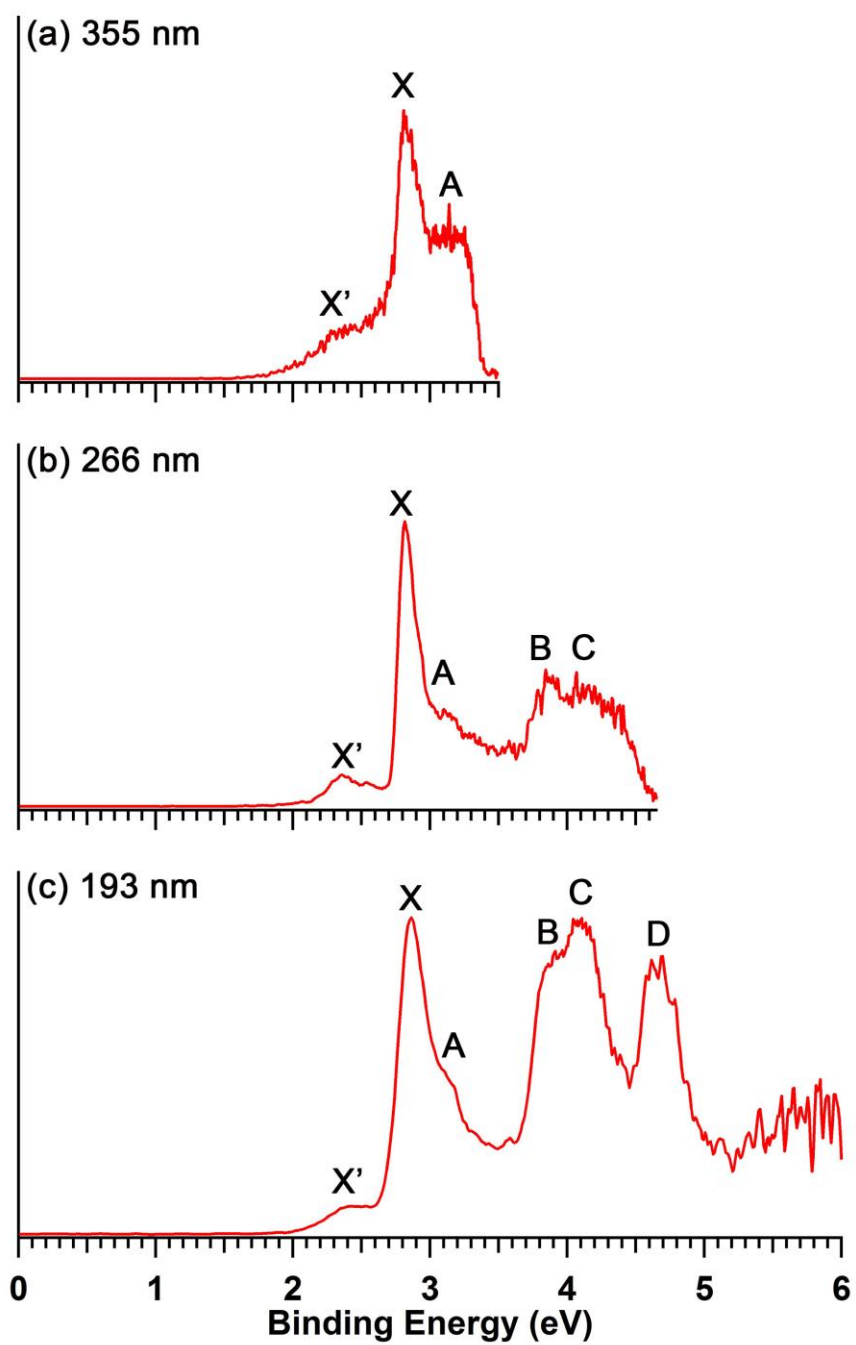 (a) 355 nm
X
A
X’
(b) 266 nm
X
B C
A
X’
(c) 193 nm
C
X
B D
A
X’
0 1 2 3 4 5 6
Binding Energy (eV)